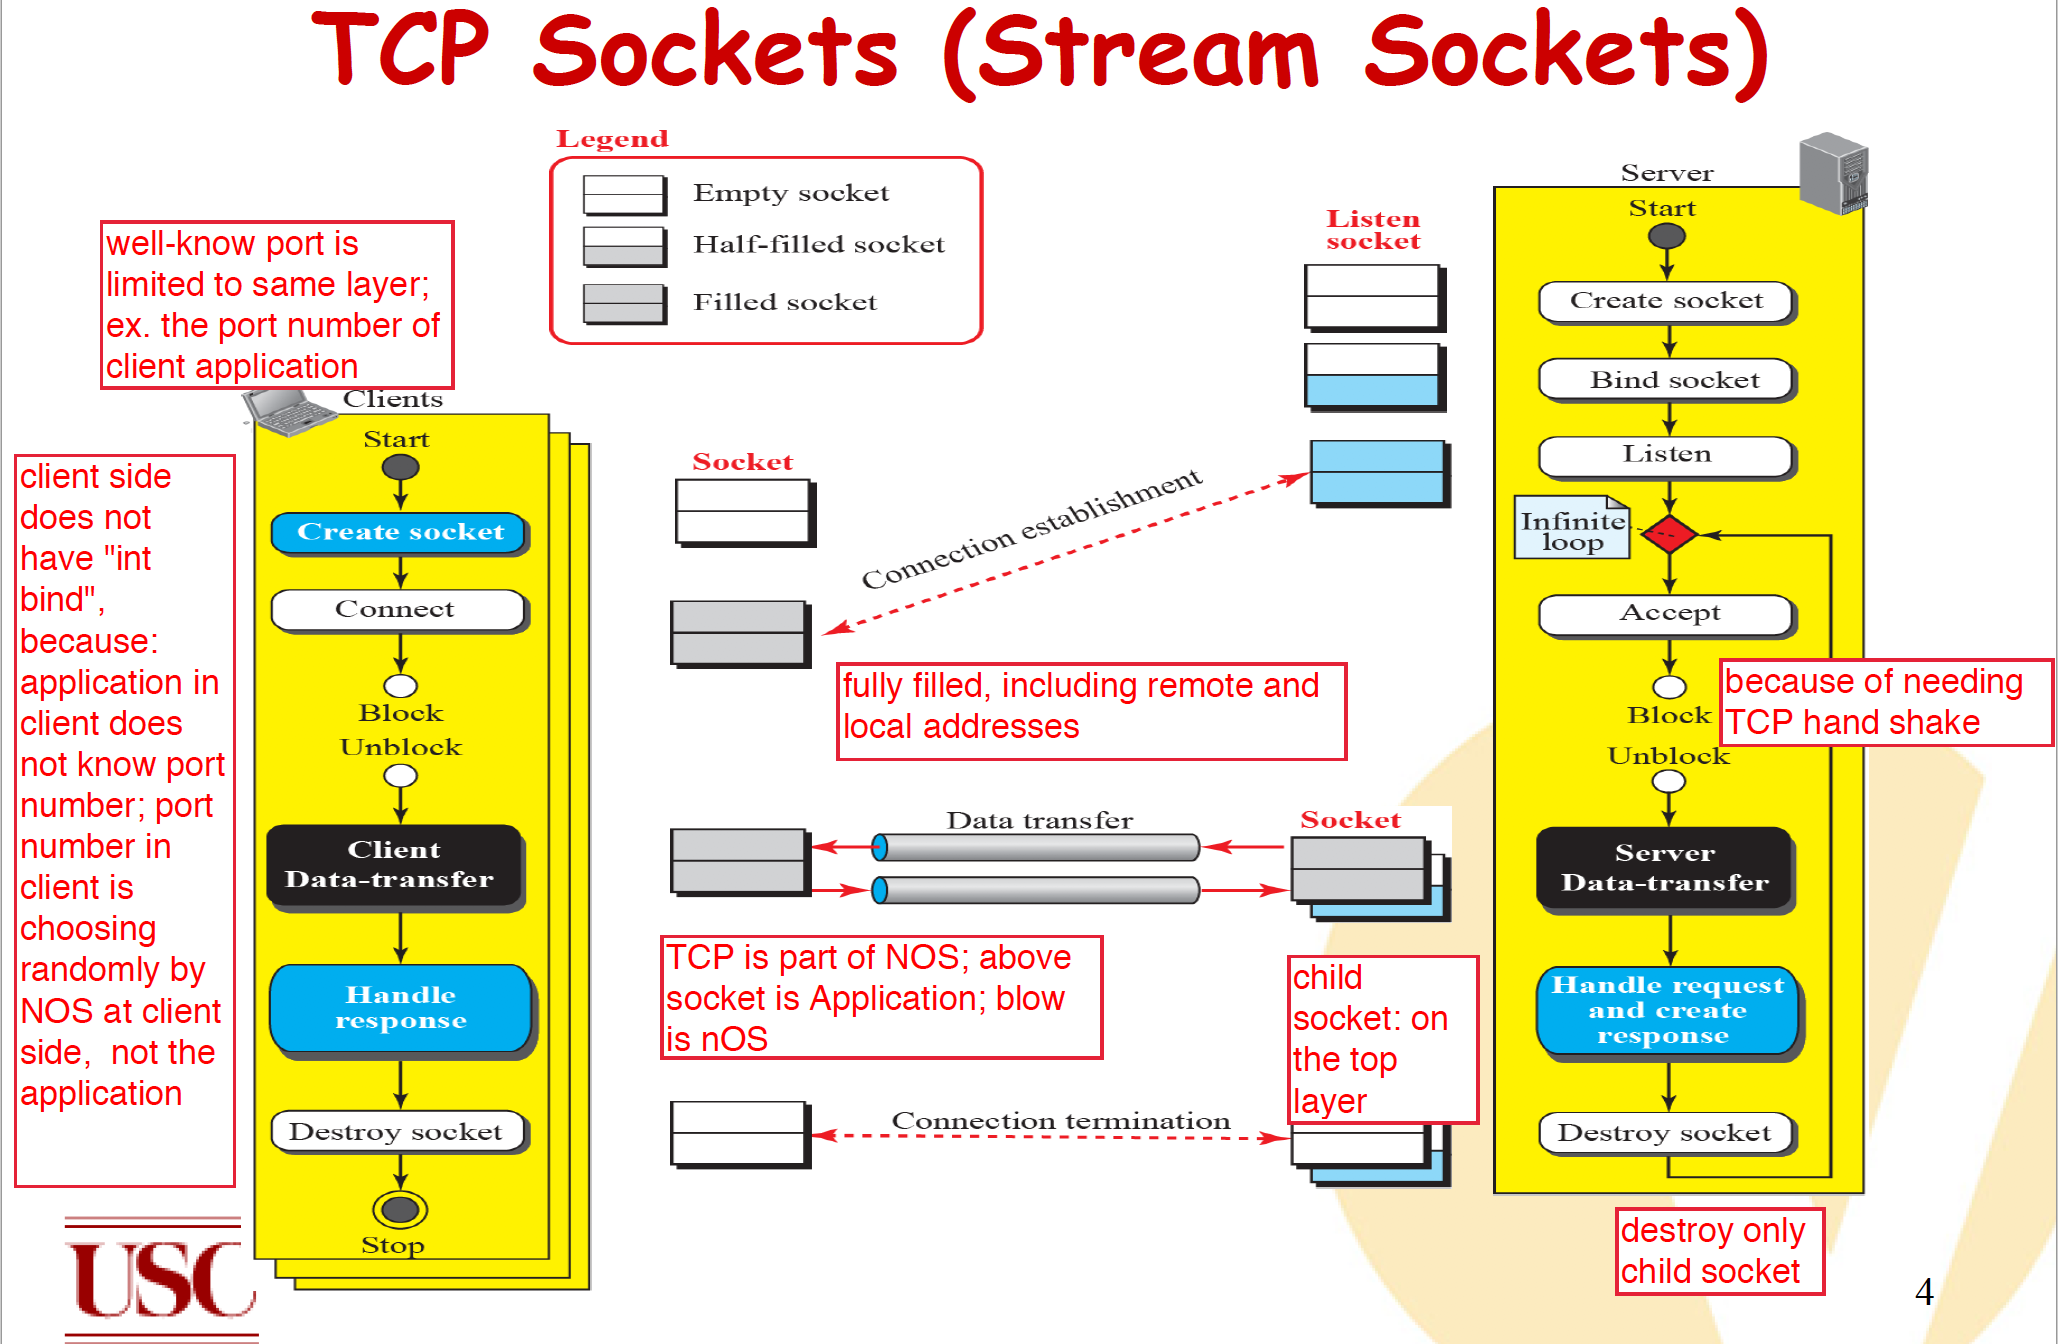 TCP Sockets (Stream Sockets)
Legend
Empty socket
Half-filled socket
Filled socket
well-know port is
limited to same layer;
ex. the port number of
client application
Clients
Start
Create socket
Connect
Block
Unblock
Client
Data-transfer
Handle
response
Destroy socket
Stop
client side
does not
have "int
bind",
because:
application in
client does
not know port
number; port
number in
client is
choosing
randomly by
NOS at client
side,  not the
application
Socket
Connection establishment
fully filled, including remote and
local addresses
Data transfer
TCP is part of NOS; above
socket is Application; blow
is nOS
Connection termination
Listen
socket
Socket
child
socket: on
the top
layer
Server
Start
Create socket
Bind socket
Listen
Infinite
loop
Accept
Block
because of needing
TCP hand shake
Unblock
Server
Data-transfer
Handle request
and create
response
Destroy socket
destroy only
child socket
USC
4